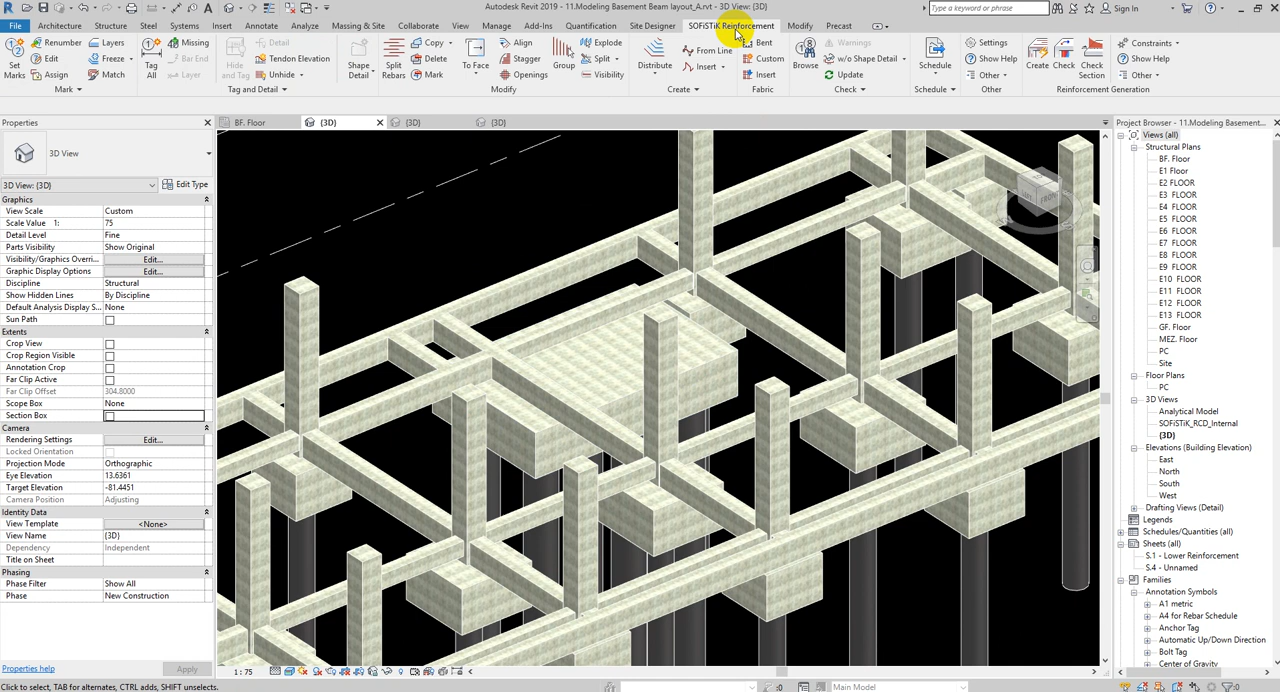 Autodesk Revit 2019 - 11.Modeling Basement Beam layout_A.rvt - 3D View: {3D}
Type a keyword or phrase
Sign In
File Architecture Structure Steel Systems Insert Annotate Analyze Massing & Site Collaborate View Manage Add-Ins Quantification Site Designer SOFiSTiK Reinforcement Modify Precast
Set Marks
Renumber
Edit
Assign
Layers
Freeze
Match
Mark
Tag All
Missing
Bar End
Layer
Hide and Tag
Tendon Elevation
Unhide
Tag and Detail
Shape Detail
Split Rebars
Copy
Delete
Mark
To Face
Align
Stagger
Openings
Group
Explode
Split
Visibility
Modify
Distribute
From Line
Insert
Create
Bent
Custom
Insert
Fabric
Browse
Warnings
w/o Shape Detail
Update
Check
Schedule
Schedule
Settings
Show Help
Other
Other
Create
Check
Check Section
Constraints
Show Help
Other
Reinforcement Generation
Properties
BF. Floor
{3D}
{3D}
{3D}
Project Browser - 11.Modeling Basement...
3D View
3D View: {3D}
Edit Type
Graphics
View Scale Custom
Scale Value 1: 75
Detail Level Fine
Parts Visibility Show Original
Visibility/Graphics Overri... Edit...
Graphic Display Options Edit...
Discipline Structural
Show Hidden Lines By Discipline
Default Analysis Display S... None
Sun Path
Extents
Crop View
Crop Region Visible
Annotation Crop
Far Clip Active
Far Clip Offset 304.8000
Scope Box None
Section Box
Camera
Rendering Settings Edit...
Locked Orientation
Projection Mode Orthographic
Eye Elevation 13.6361
Target Elevation -81.4451
Camera Position Adjusting
Identity Data
View Template <None>
View Name {3D}
Dependency Independent
Title on Sheet
Phasing
Phase Filter Show All
Phase New Construction
Properties help
Apply
FRONT
Views (all)
Structural Plans
BF. Floor
E1 Floor
E2 FLOOR
E3 FLOOR
E4 FLOOR
E5 FLOOR
E6 FLOOR
E7 FLOOR
E8 FLOOR
E9 FLOOR
E10 FLOOR
E11 FLOOR
E12 FLOOR
E13 FLOOR
GF. Floor
MEZ. Floor
PC
Site
Floor Plans
PC
3D Views
Analytical Model
SOFiSTiK_RCD_Internal
{3D}
Elevations (Building Elevation)
East
North
South
West
Drafting Views (Detail)
Legends
Schedules/Quantities (all)
Sheets (all)
S.1 - Lower Reinforcement
S.4 - Unnamed
Families
Annotation Symbols
A1 metric
A4 for Rebar Schedule
Anchor Tag
Automatic Up/Down Direction
Bolt Tag
Center of Gravity
1 : 75
Click to select, TAB for alternates, CTRL adds, SHIFT unselects.
:0
Main Model
:0